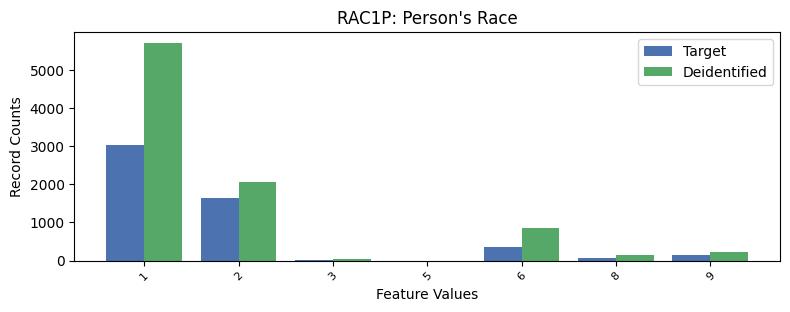 RAC1P: Person's Race
Target
Deidentified
Record Counts
5000
4000
3000
2000
1000
0
1 2 3 5 6 8 9
Feature Values